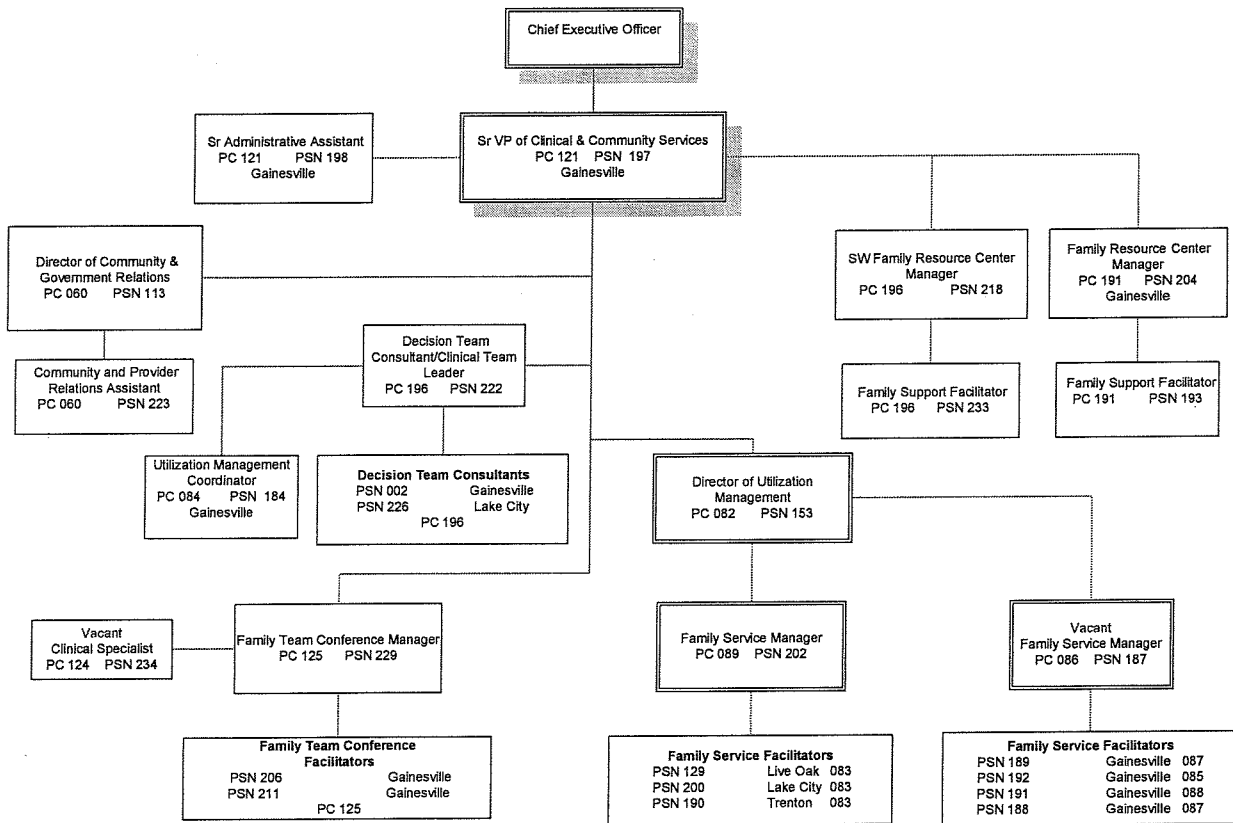 Chief Executive Officer
Sr Administrative Assistant
PC 121 PSN 198
Gainesville
Sr VP of Clinical & Community Services
PC 121 PSN 197
Gainesville
Director of Community &
Government Relations
PC 060 PSN 113
Community and Provider
Relations Assistant
PC 060 PSN 223
Decision Team
Consultant/Clinical Team
Leader
PC 196 PSN 222
SW Family Resource Center
Manager
PC 196 PSN 218
Family Resource Center
Manager
PC 191 PSN 204
Gainesville
Family Support Facilitator
PC 196 PSN 233
Family Support Facilitator
PC 191 PSN 193
Utilization Management
Coordinator
PC 084 PSN 184
Gainesville
Decision Team Consultants
PSN 002 Gainesville
PSN 226 Lake City
PC 196
Director of Utilization
Management
PC 082 PSN 153
Vacant
Clinical Specialist
PC 124 PSN 234
Family Team Conference Manager
PC 125 PSN 229
Family Service Manager
PC 089 PSN 202
Vacant
Family Service Manager
PC 086 PSN 187
Family Team Conference
Facilitators
PSN 206 Gainesville
PSN 211 Gainesville
PC 125
Family Service Facilitators
PSN 129 Live Oak 083
PSN 200 Lake City 083
PSN 190 Trenton 083
Family Service Facilitators
PSN 189 Gainesville 087
PSN 192 Gainesville 085
PSN 191 Gainesville 088
PSN 188 Gainesville 087